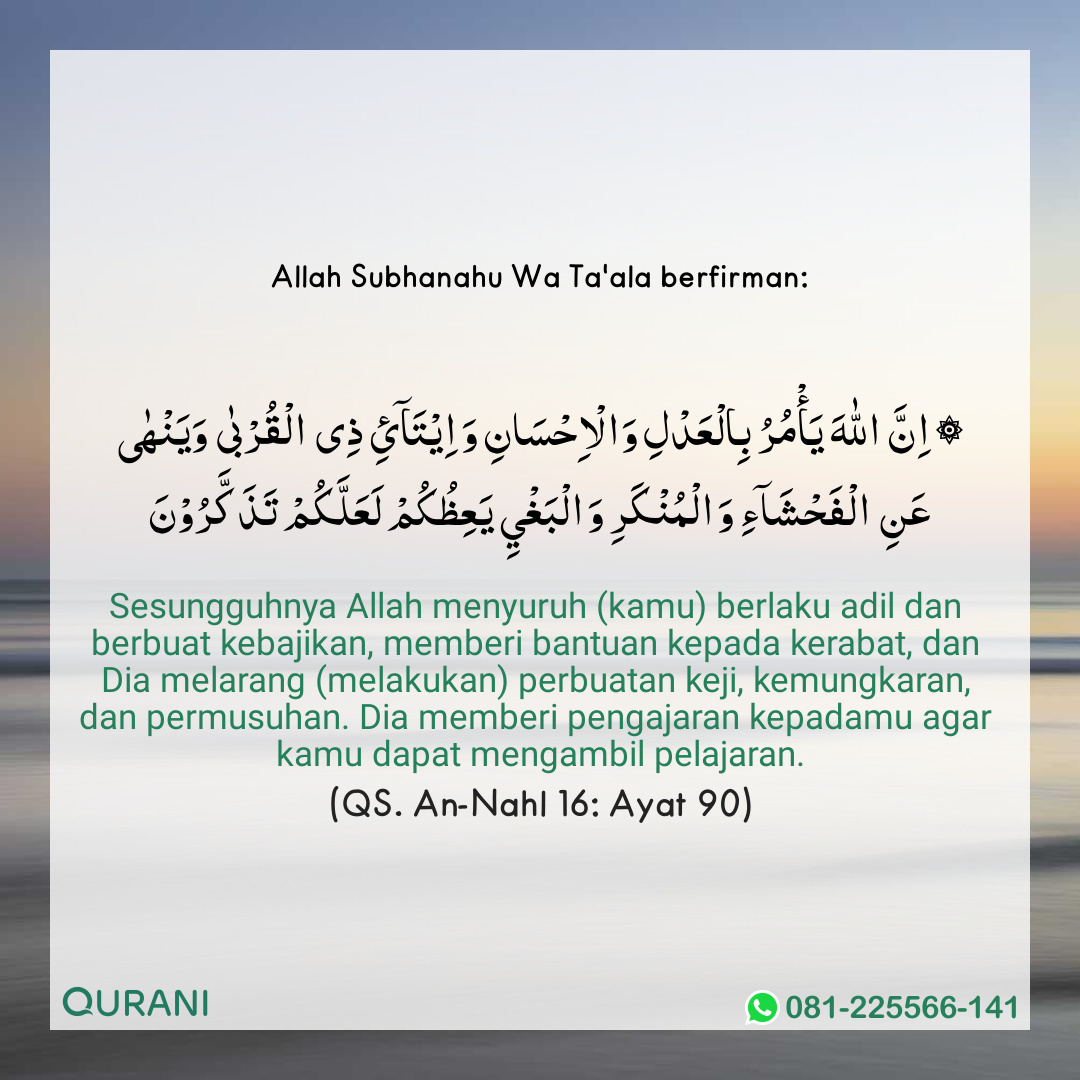 Allah Subhanahu Wa Ta'ala berfirman:
۞ اِنَّ اللّٰهَ يَأْمُرُ بِالْعَدْلِ وَالْاِحْسَانِ وَاِيْتَاۤئِ ذِى الْقُرْبٰى وَيَنْهٰى
عَنِ الْفَحْشَاۤءِ وَالْمُنْكَرِ وَالْبَغْيِ يَعِظُكُمْ لَعَلَّكُمْ تَذَكَّرُوْنَ
Sesungguhnya Allah menyuruh (kamu) berlaku adil dan
berbuat kebajikan, memberi bantuan kepada kerabat, dan
Dia melarang (melakukan) perbuatan keji, kemungkaran,
dan permusuhan. Dia memberi pengajaran kepadamu agar
kamu dapat mengambil pelajaran.
(QS. An-Nahl 16: Ayat 90)
QURANI
081-225566-141